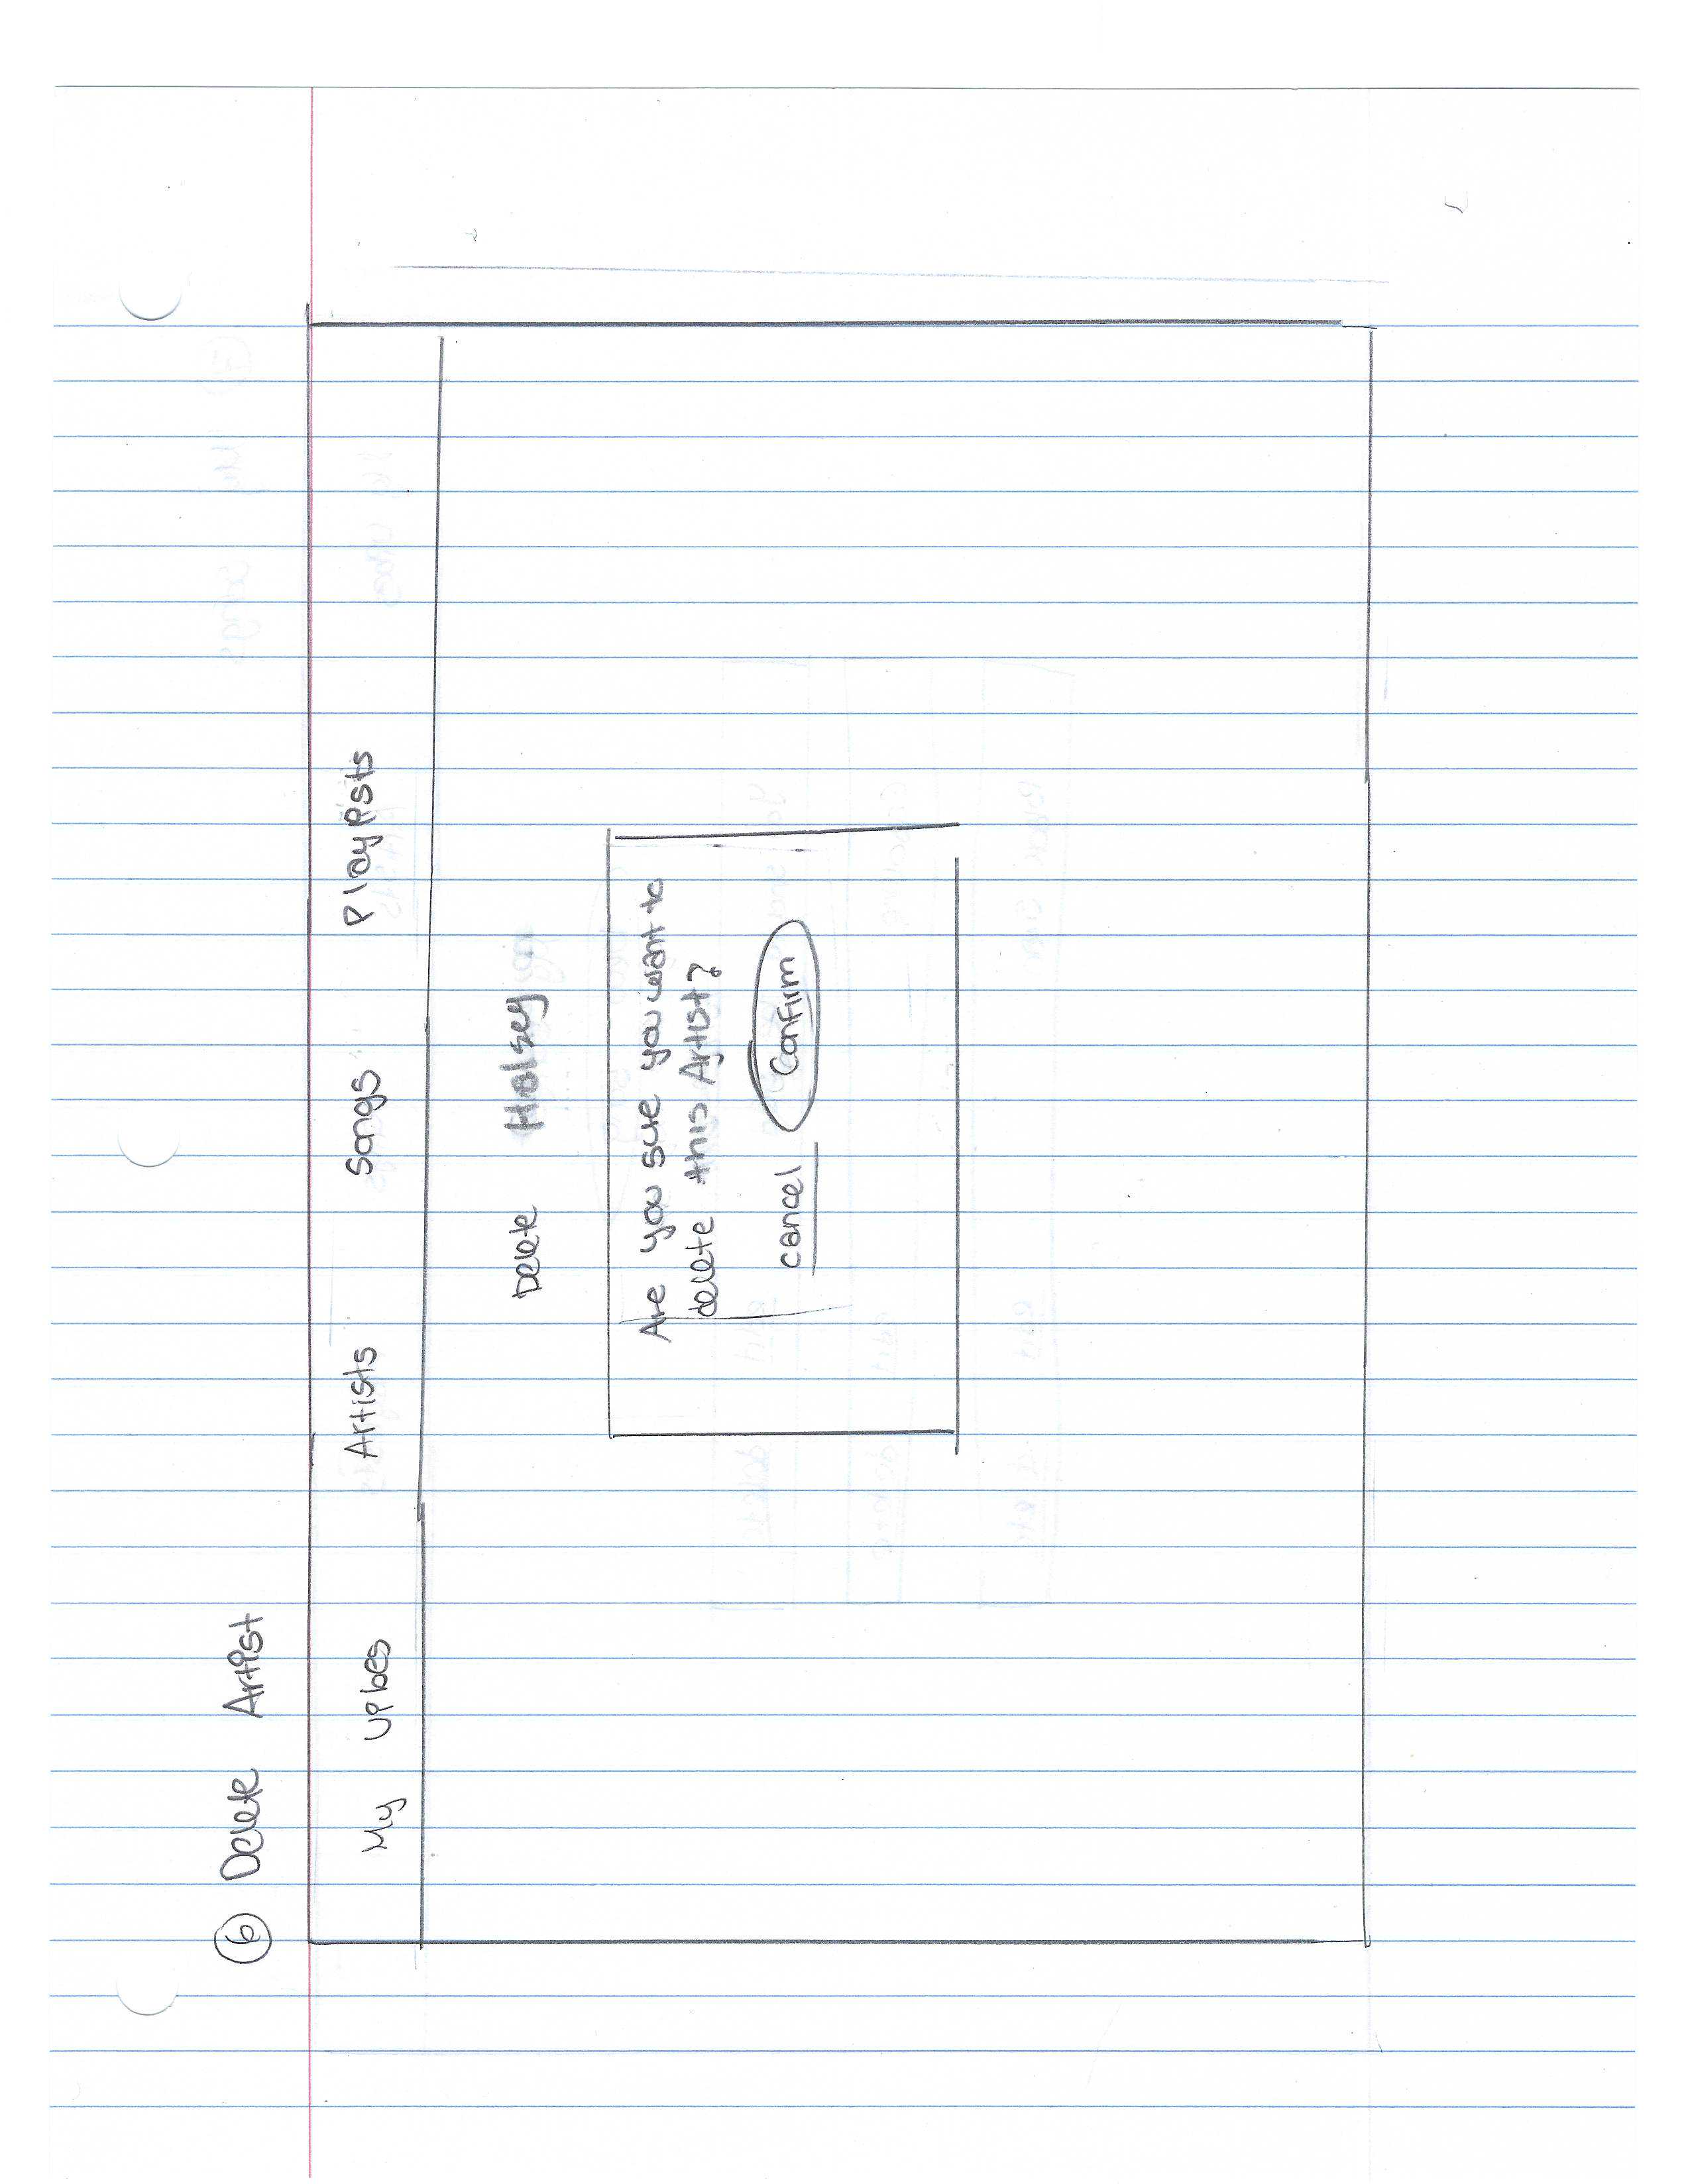 6 Delete Artist
My vibes Artists Songs Playlists
Delete Halsey
Are you sure you want to
delete this Artist?
cancel Confirm